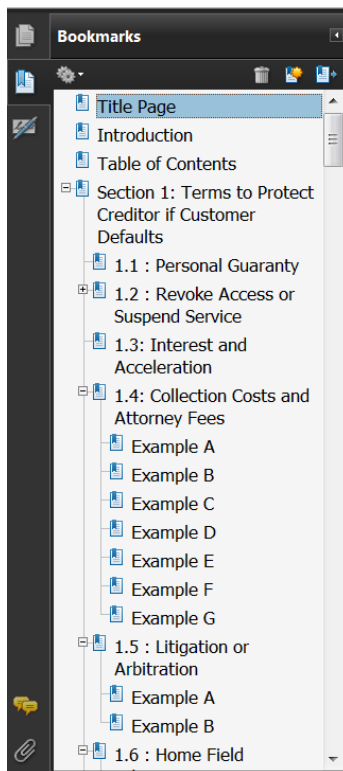 Bookmarks
Title Page
Introduction
Table of Contents
Section 1: Terms to Protect
Creditor if Customer
Defaults
1.1 : Personal Guaranty
1.2 : Revoke Access or
Suspend Service
1.3: Interest and
Acceleration
1.4: Collection Costs and
Attorney Fees
Example A
Example B
Example C
Example D
Example E
Example F
Example G
1.5 : Litigation or
Arbitration
Example A
Example B
1.6 : Home Field